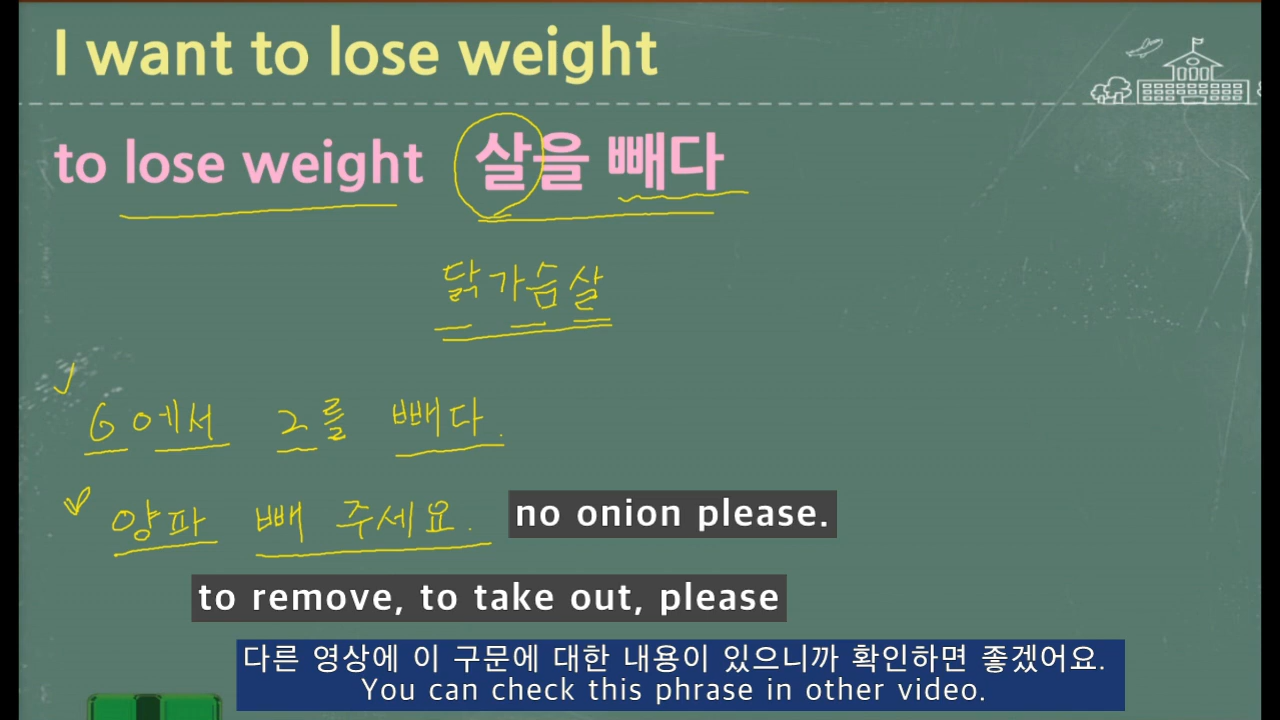 I want to lose weight
to lose weight 살을 빼다
닭가슴살
6에서 2를 빼다.
양파 빼 주세요. no onion please.
to remove, to take out, please
다른 영상에 이 구문에 대한 내용이 있으니까 확인하면 좋겠어요.
You can check this phrase in other video.